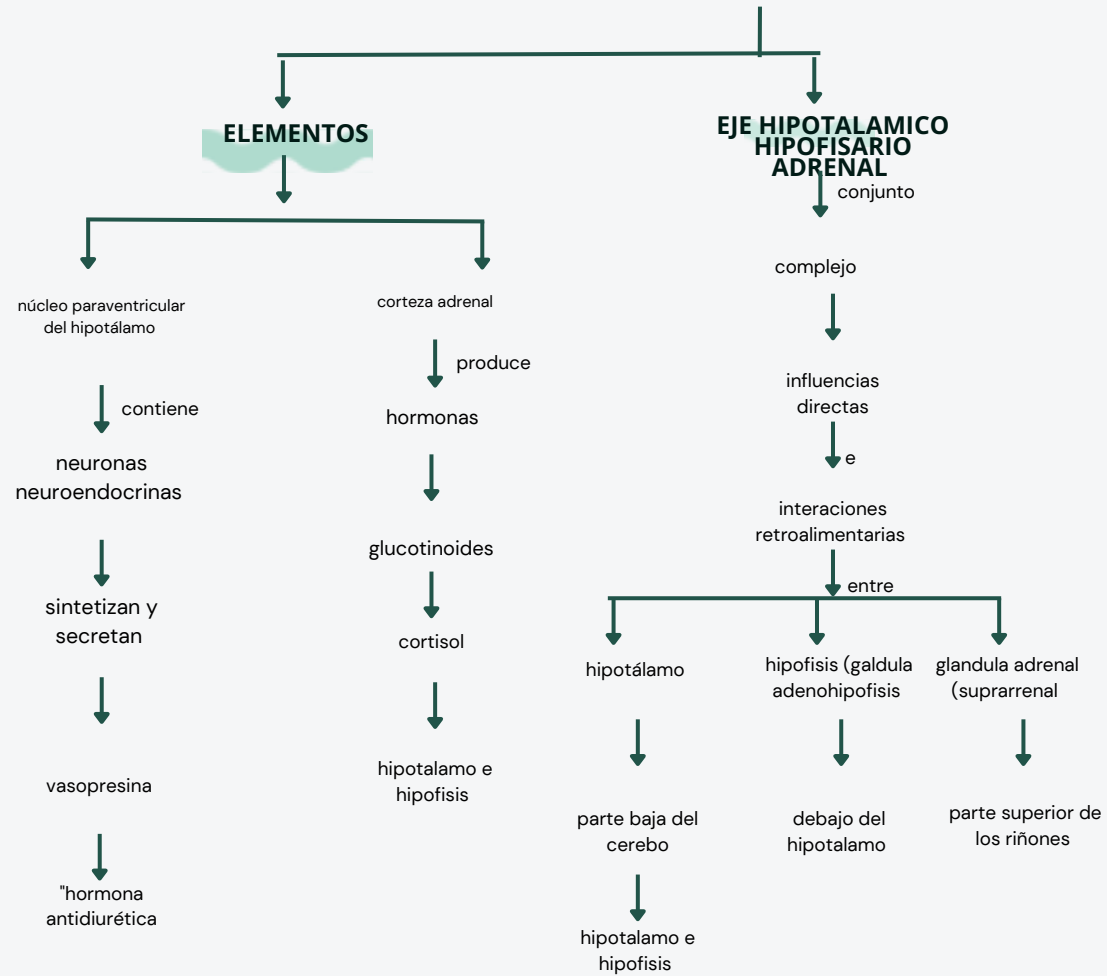 ELEMENTOS
núcleo paraventricular
del hipotálamo
contiene
neuronas
neuroendocrinas
sintetizan y
secretan
vasopresina
"hormona
antidiurética
corteza adrenal
produce
hormonas
glucotinoides
cortisol
hipotalamo e
hipofisis
EJE HIPOTALAMICO
HIPOFISARIO
ADRENAL
conjunto
complejo
influencias
directas
e
interaciones
retroalimentarias
entre
hipotálamo
parte baja del
cerebo
hipotalamo e
hipofisis
hipofisis (galdula
adenohipofisis
debajo del
hipotalamo
glandula adrenal
(suprarrenal
parte superior de
los riñones